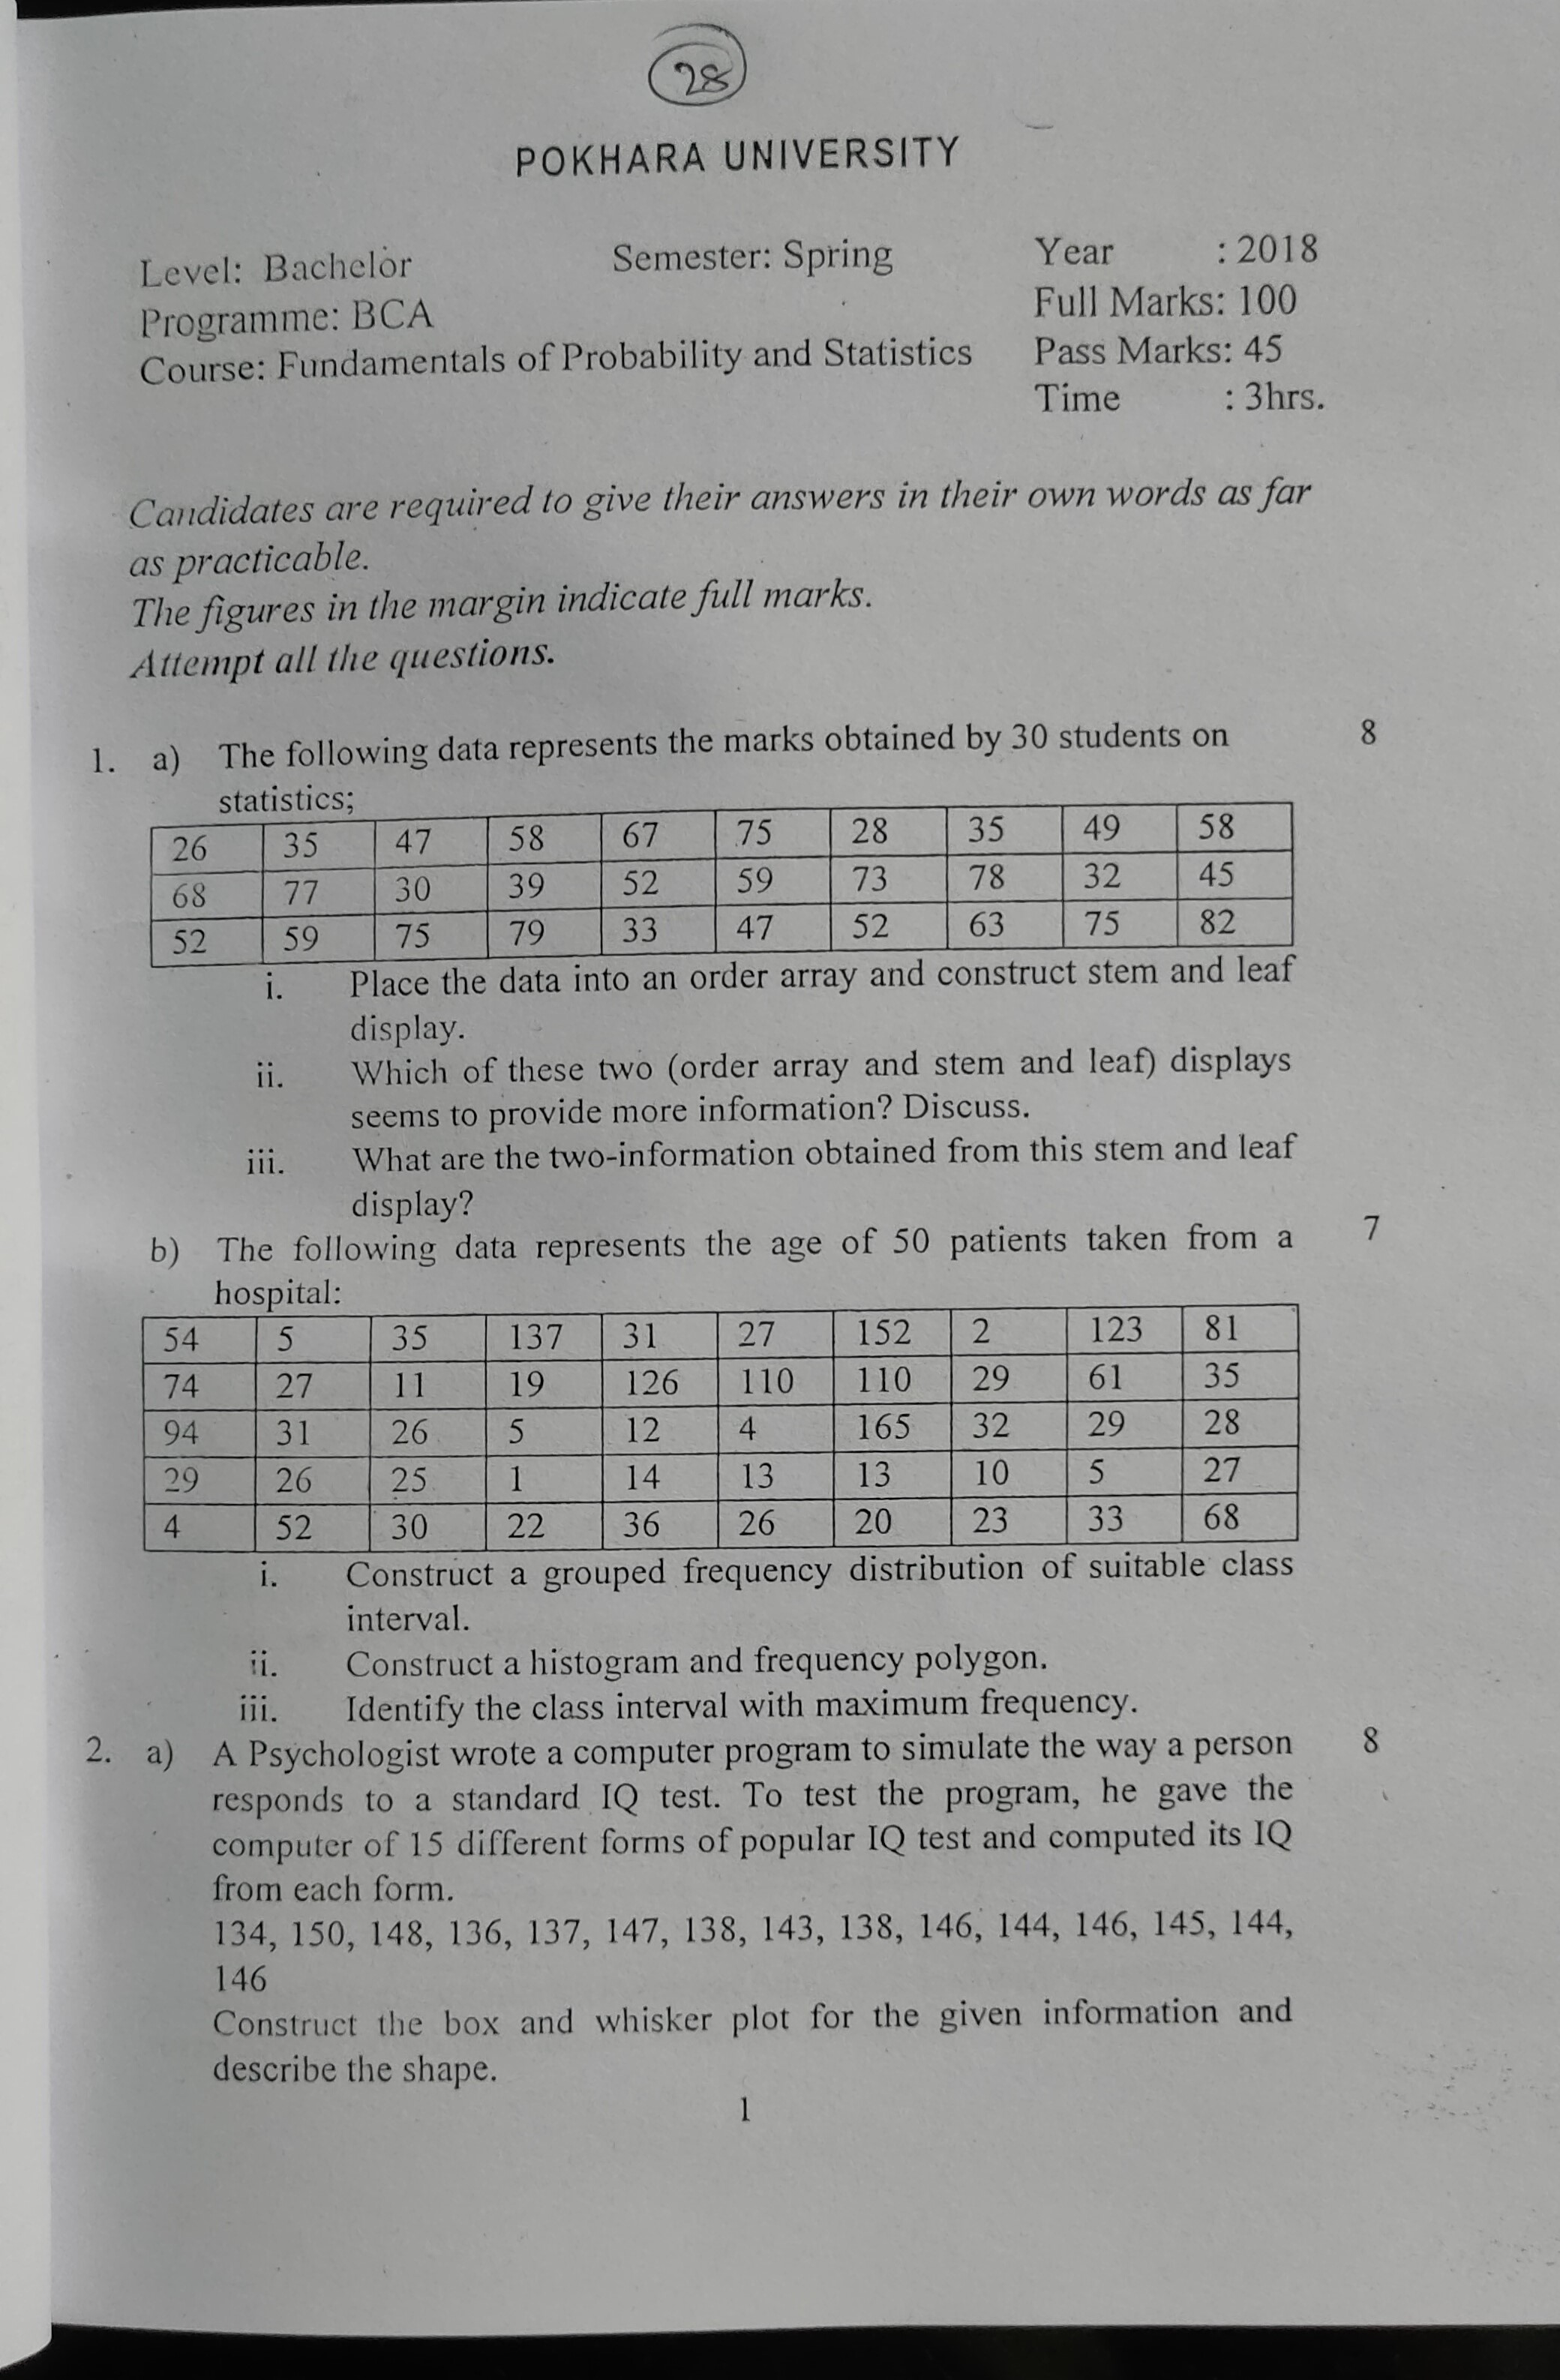 28
POKHARA UNIVERSITY
Level: Bachelor Semester: Spring Year : 2018
Programme: BCA Full Marks: 100
Course: Fundamentals of Probability and Statistics Pass Marks: 45
Time : 3hrs.
Candidates are required to give their answers in their own words as far
as practicable.
The figures in the margin indicate full marks.
Attempt all the questions.
1. a) The following data represents the marks obtained by 30 students on 8
statistics;
26 35 47 58 67 75 28 35 49 58
68 77 30 39 52 59 73 78 32 45
52 59 75 79 33 47 52 63 75 82
i. Place the data into an order array and construct stem and leaf
display.
ii. Which of these two (order array and stem and leaf) displays
seems to provide more information? Discuss.
iii. What are the two-information obtained from this stem and leaf
display?
b) The following data represents the age of 50 patients taken from a 7
hospital:
54 5 35 137 31 27 152 2 123 81
74 27 11 19 126 110 110 29 61 35
94 31 26 5 12 4 165 32 29 28
29 26 25 1 14 13 13 10 5 27
4 52 30 22 36 26 20 23 33 68
i. Construct a grouped frequency distribution of suitable class
interval.
ii. Construct a histogram and frequency polygon.
iii. Identify the class interval with maximum frequency.
2. a) A Psychologist wrote a computer program to simulate the way a person 8
responds to a standard IQ test. To test the program, he gave the
computer of 15 different forms of popular IQ test and computed its IQ
from each form.
134, 150, 148, 136, 137, 147, 138, 143, 138, 146, 144, 146, 145, 144,
146
Construct the box and whisker plot for the given information and
describe the shape.
1